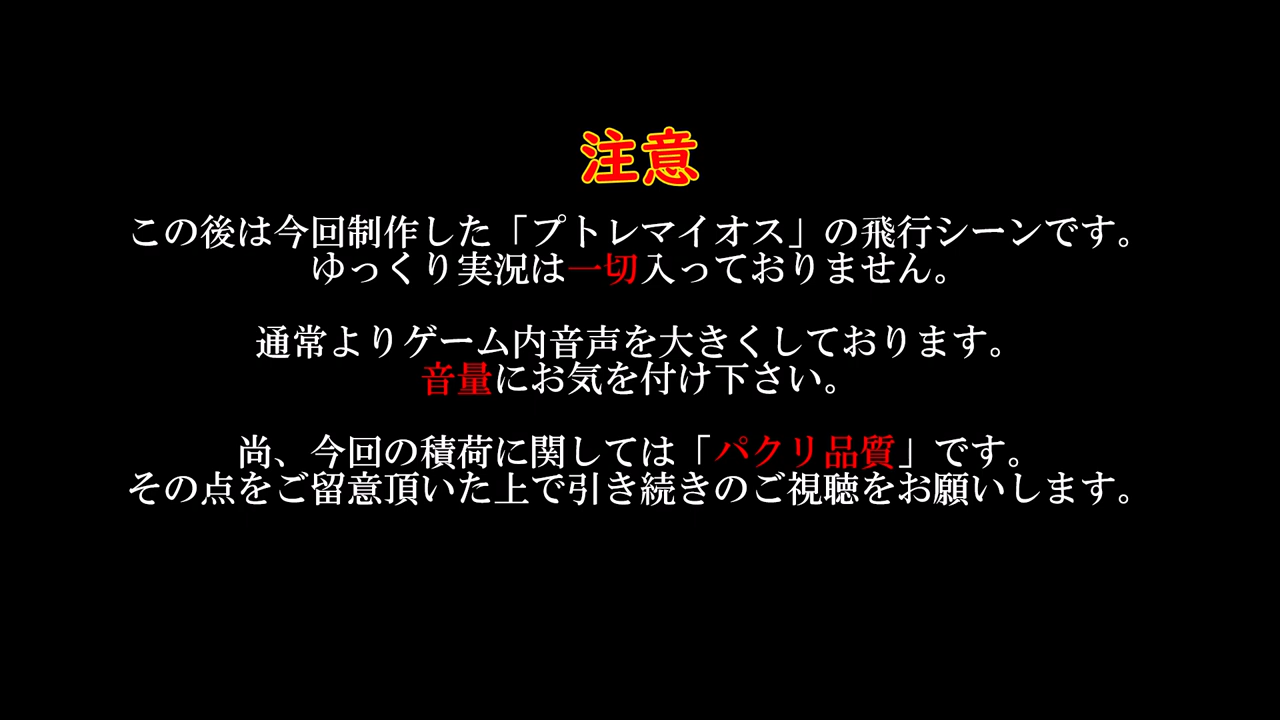 注意
この後は今回制作した「プトレマイオス」の飛行シーンです。
ゆっくり実況は一切入っておりません。
通常よりゲーム内音声を大きくしております。
音量にお気を付け下さい。
尚、今回の積荷に関しては「パクリ品質」です。
その点をご留意頂いた上で引き続きのご視聴をお願いします。